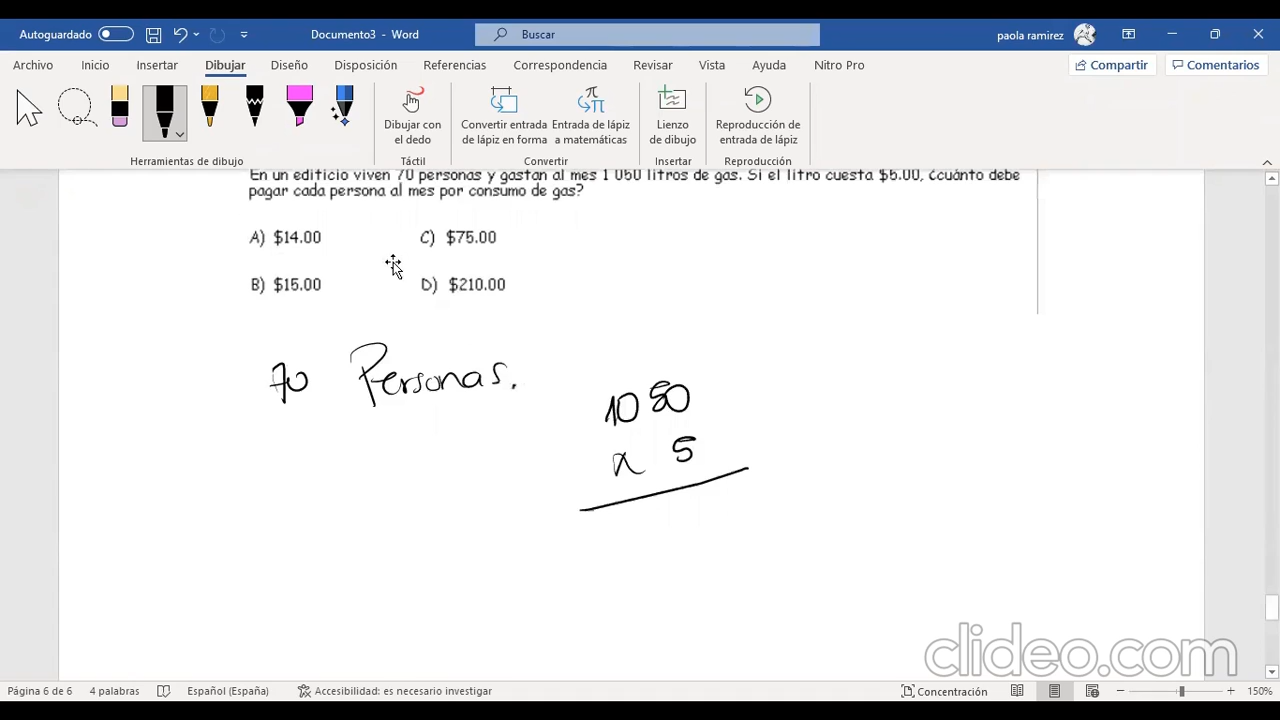 Autoguardado
Documento3 - Word
Buscar
paola ramirez
Archivo Inicio Insertar Dibujar Diseño Disposición Referencias Correspondencia Revisar Vista Ayuda Nitro Pro
Compartir
Comentarios
Dibujar con el dedo
Convertir entrada de lápiz en forma
Entrada de lápiz a matemáticas
Lienzo de dibujo
Reproducción de entrada de lápiz
Herramientas de dibujo
Táctil
Convertir
Insertar
Reproducción
En un edificio viven 70 personas y gastan al mes 1 050 litros de gas. Si el litro cuesta $5.00, ¿cuánto debe
pagar cada persona al mes por consumo de gas?
A) $14.00 C) $75.00
B) $15.00 D) $210.00
70 Personas.
1050
x 5
clideo.com
Página 6 de 6 4 palabras Español (España) Accesibilidad: es necesario investigar Concentración 150%